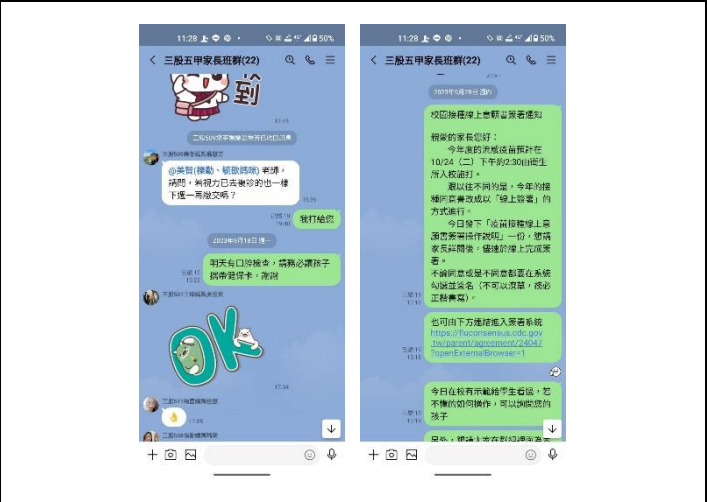 11:28
50%
三股五甲家長班群(22)
到
@美智(榛勳、毓歆媽咪) 老師，
請問，若視力已去複診的也一樣
下週一再繳交嗎？
我打給您
2023年9月18日 週一
明天有口腔檢查，請務必讓孩子
攜帶健保卡，謝謝
OK
17:34
11:28
50%
三股五甲家長班群(22)
校園接種線上意願書簽署通知
親愛的家長您好：
今年度的流感疫苗預計在
10/24（二）下午約2:30由衛生
所入校施打。
跟以往不同的是，今年的接
種同意書改成以「線上簽署」的
方式進行。
今日發下「疫苗接種線上意
願書簽署操作說明」一份，懇請
家長詳閱後，儘速於線上完成簽
署。
不論同意或是不同意都要在系統
勾選並簽名（不可以潦草，務必
正楷書寫）。
也可由下方連結進入簽署系統
https://fluconsensus.cdc.gov
.tw/parent/agreement/24047
?openExternalBrowser=1
今日在校有示範給學生看過，若
不懂的如何操作，可以詢問您的
孩子